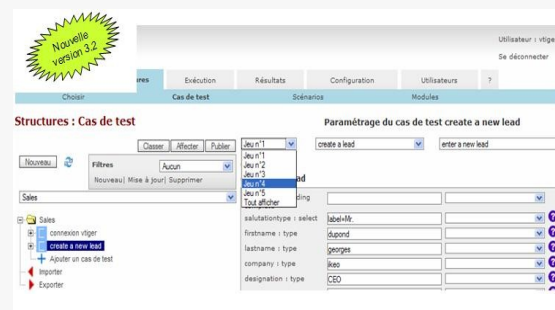 Nouvelle
version 3.2
Utilisateur : vtige
Se déconnecter
ures Exécution Résultats Configuration Utilisateurs ?
Choisir Cas de test Scénarios Modules
Structures : Cas de test
Paramétrage du cas de test create a new lead
Classer Affecter Publier
Jeu n°1
create a lead
enter a new lead
Nouveau
Filtres
Aucun
Nouveau| Mise à jour| Supprimer
Jeu n°1
Jeu n°2
Jeu n°3
Jeu n°4
Jeu n°5
Tout afficher
ad
Sales
ding
Sales
connexion vtiger
create a new lead
Ajouter un cas de test
Importer
Exporter
salutationtype : select label=Mr.
firstname : type dupond
lastname : type georges
company : type ikeo
designation : type CEO